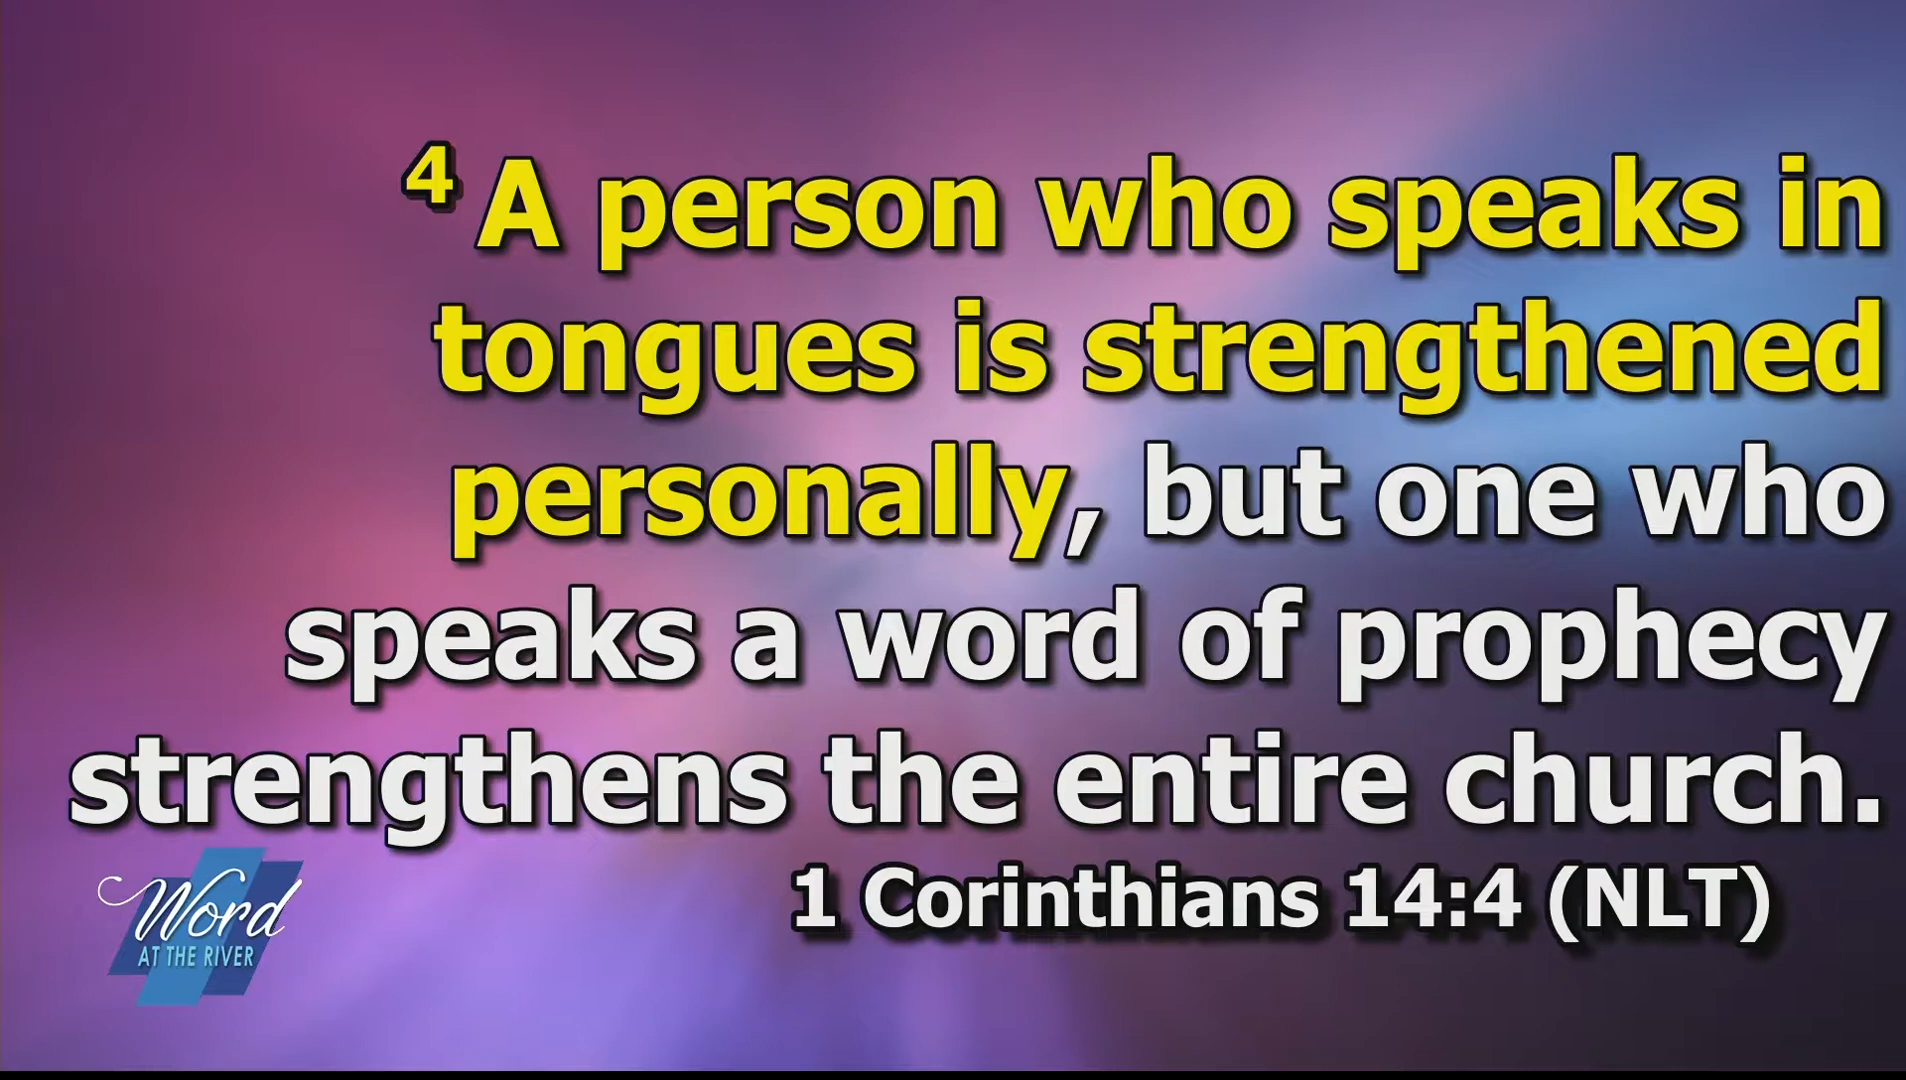 4 A person who speaks in
tongues is strengthened
personally, but one who
speaks a word of prophecy
strengthens the entire church.
1 Corinthians 14:4 (NLT)
Word
AT THE RIVER